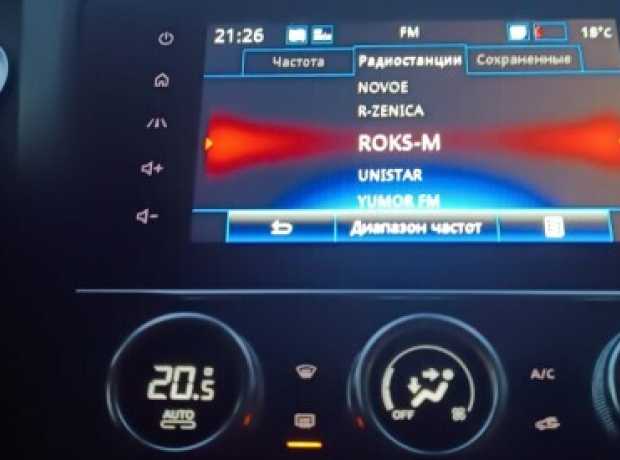 21:26 FM 18°C
Частота Радиостанции Сохраненные
NOVOE
R-ZENICA
ROKS-M
UNISTAR
YUMOR FM
Диапазон частот
20.5
AUTO
OFF
A/C